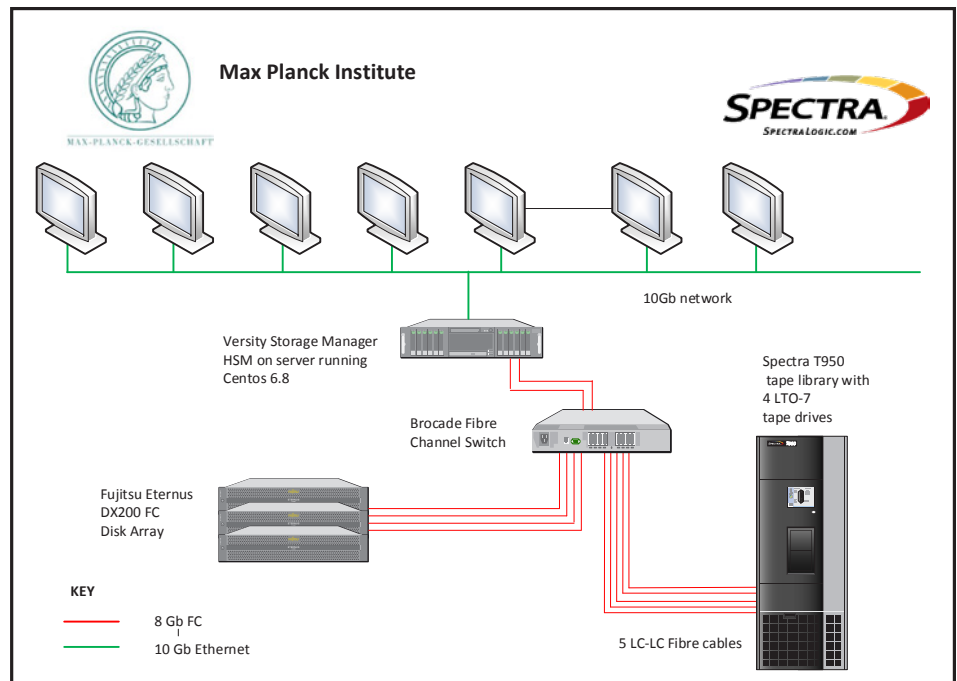 Max Planck Institute
MAX-PLANCK-GESELLSCHAFT
SPECTRA
SPECTRALOGIC.COM
10Gb network
Versity Storage Manager
HSM on server running
Centos 6.8
Spectra T950
tape library with
4 LTO-7
tape drives
Brocade Fibre
Channel Switch
Fujitsu Eternus
DX200 FC
Disk Array
KEY
8 Gb FC
10 Gb Ethernet
5 LC-LC Fibre cables